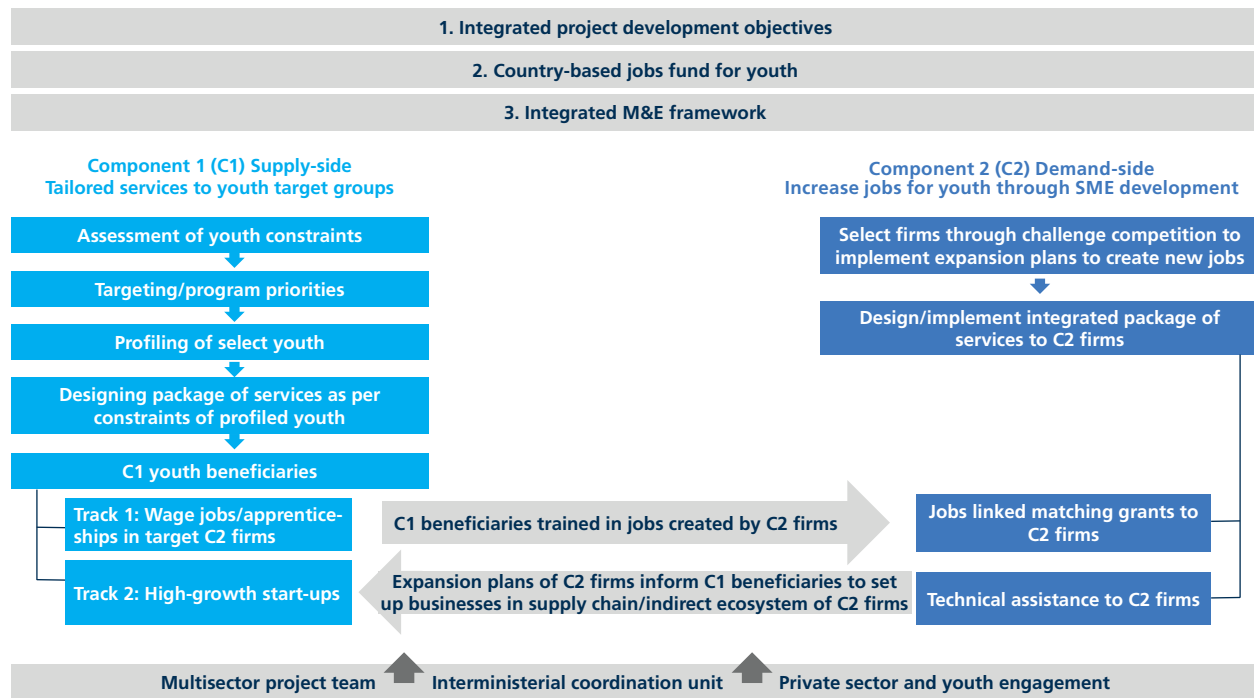 1. Integrated project development objectives
2. Country-based jobs fund for youth
3. Integrated M&E framework
Component 1 (C1) Supply-side
Tailored services to youth target groups
Assessment of youth constraints
Targeting/program priorities
Profiling of select youth
Designing package of services as per
constraints of profiled youth
C1 youth beneficiaries
Track 1: Wage jobs/apprentice-
ships in target C2 firms
Track 2: High-growth start-ups
C1 beneficiaries trained in jobs created by C2 firms
Expansion plans of C2 firms inform C1 beneficiaries to set
up businesses in supply chain/indirect ecosystem of C2 firms
Component 2 (C2) Demand-side
Increase jobs for youth through SME development
Select firms through challenge competition to
implement expansion plans to create new jobs
Design/implement integrated package of
services to C2 firms
Jobs linked matching grants to
C2 firms
Technical assistance to C2 firms
Multisector project team
Interministerial coordination unit
Private sector and youth engagement